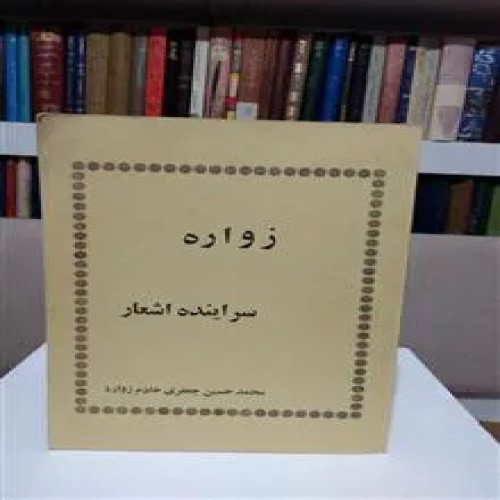 زواره
سراینده اشعار
محمد حسین جعفری خادم زواره